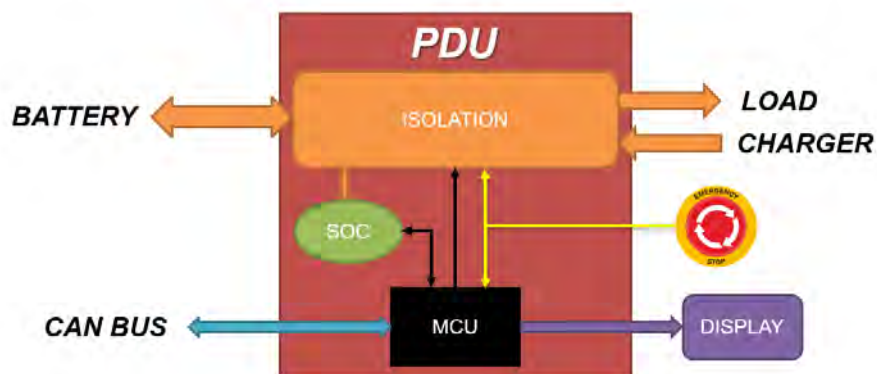 PDU
BATTERY
ISOLATION
LOAD
CHARGER
SOC
EMERGENCY
STOP
CAN BUS
MCU
DISPLAY